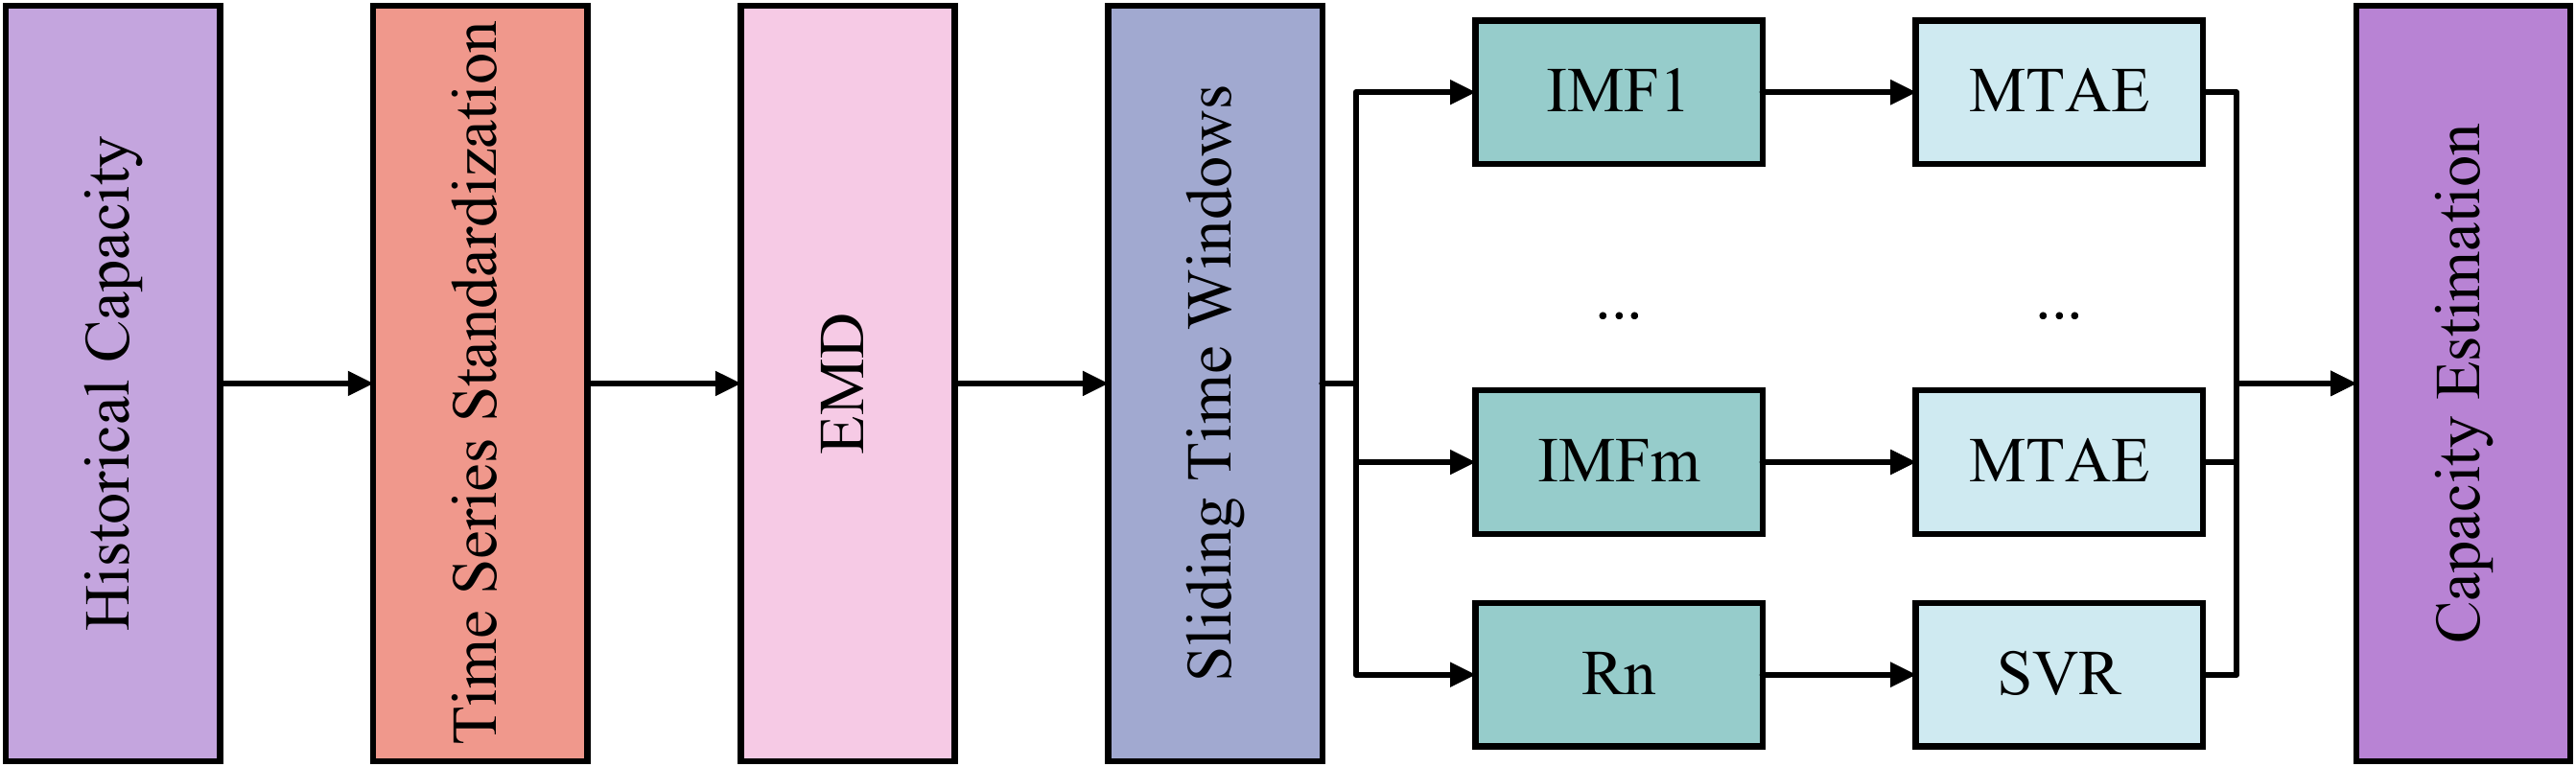 Historical Capacity
Time Series Standardization
EMD
Sliding Time Windows
IMF1
MTAE
...
...
IMFm
MTAE
Rn
SVR
Capacity Estimation